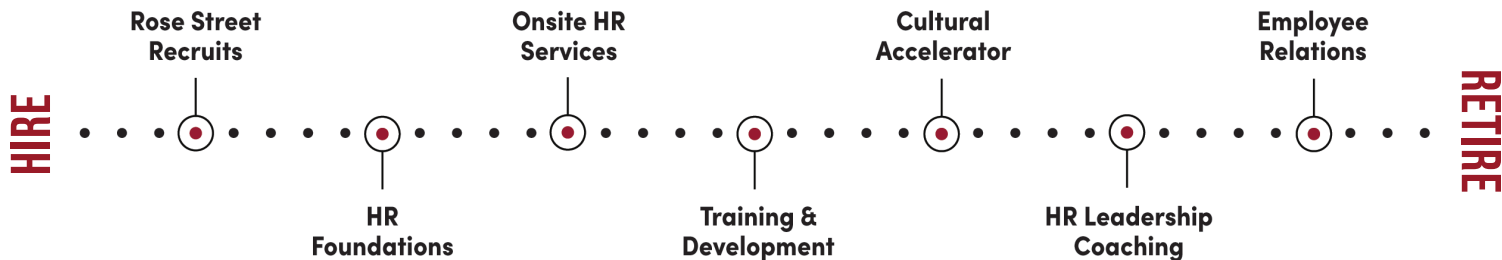 HIRE
Rose Street
Recruits
HR
Foundations
Onsite HR
Services
Training &
Development
Cultural
Accelerator
HR Leadership
Coaching
Employee
Relations
RETIRE